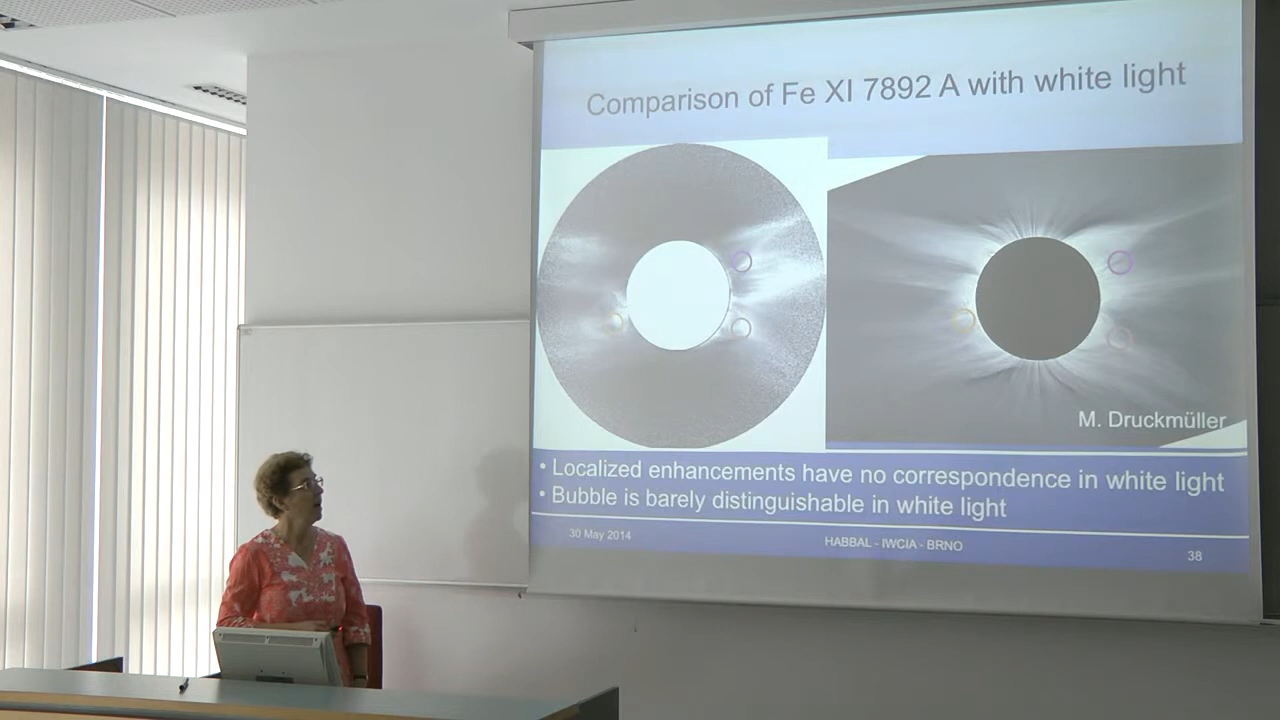 Comparison of Fe XI 7892 A with white light
M. Druckmüller
• Localized enhancements have no correspondence in white light
• Bubble is barely distinguishable in white light
30 May 2014
HABBAL - IWCIA - BRNO
38